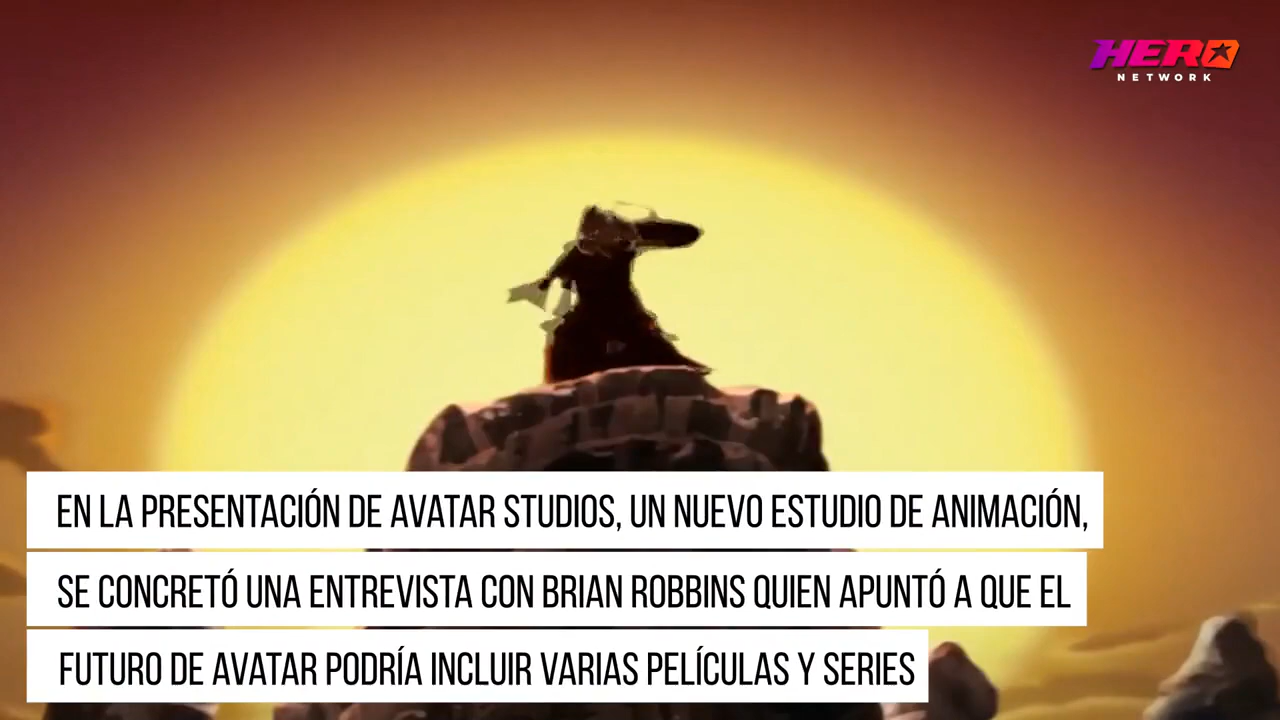 HERO
NETWORK
EN LA PRESENTACIÓN DE AVATAR STUDIOS, UN NUEVO ESTUDIO DE ANIMACIÓN,
SE CONCRETÓ UNA ENTREVISTA CON BRIAN ROBBINS QUIEN APUNTÓ A QUE EL
FUTURO DE AVATAR PODRÍA INCLUIR VARIAS PELÍCULAS Y SERIES